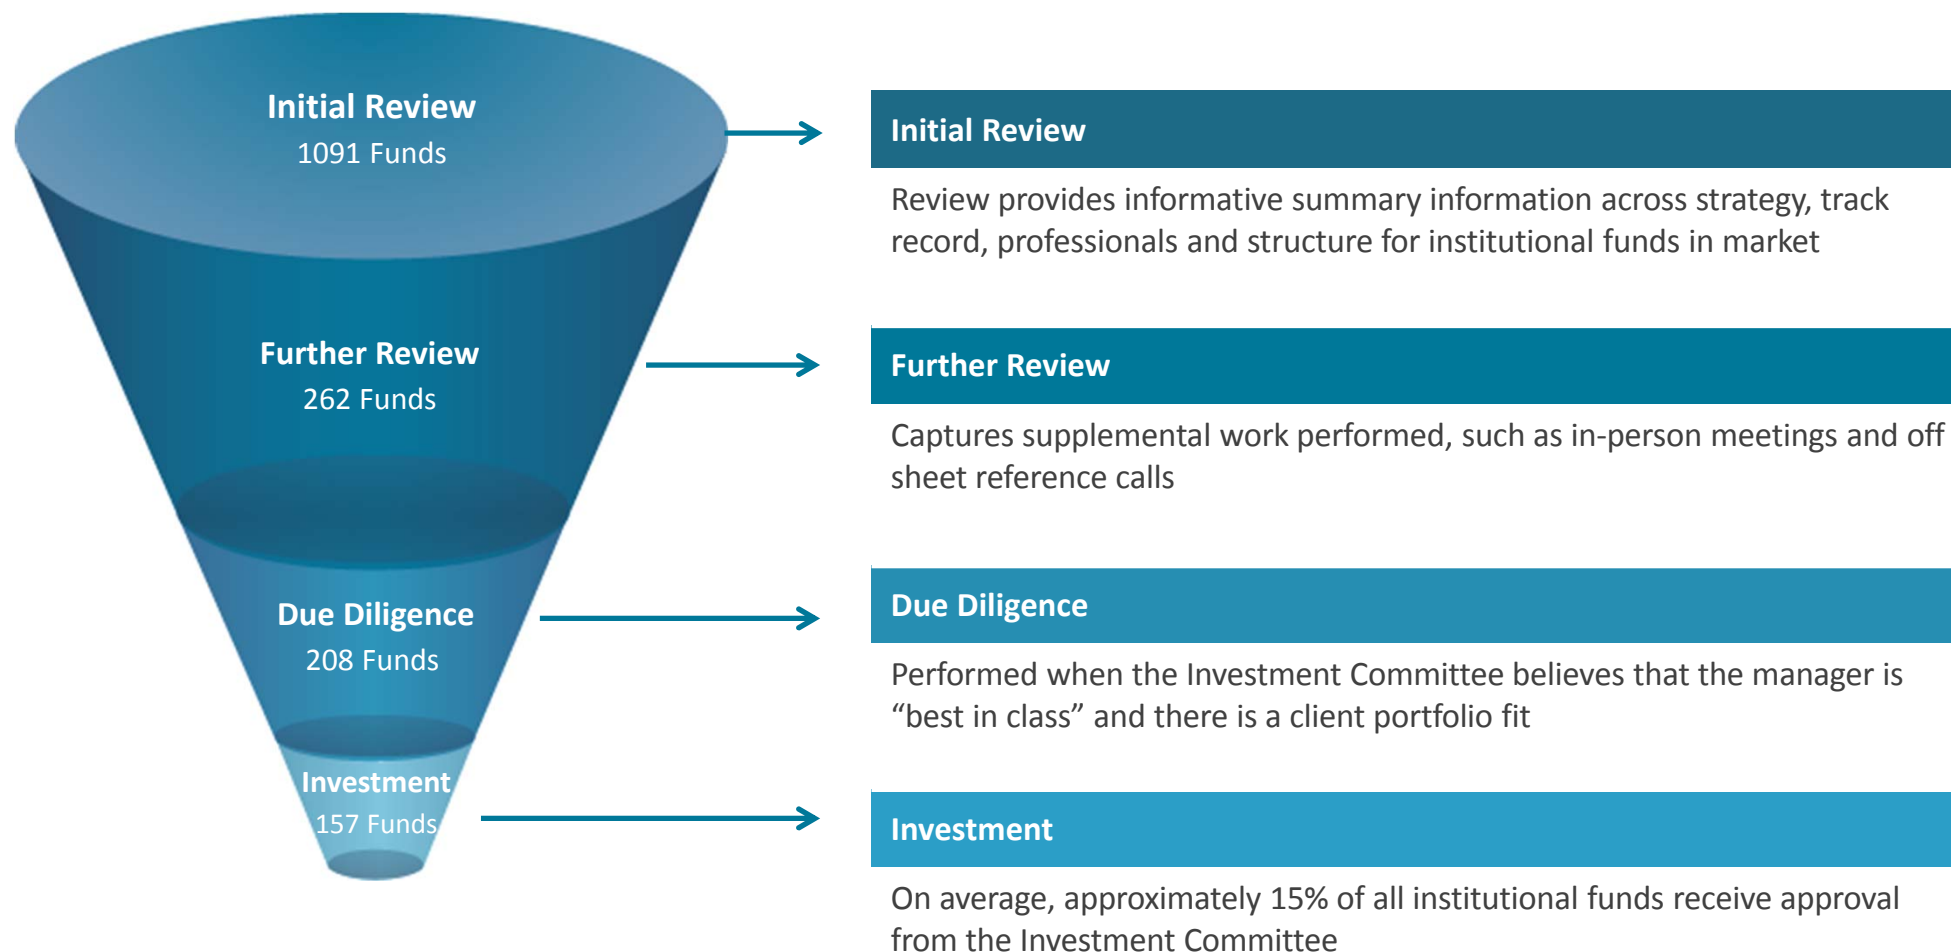 Initial Review
1091 Funds
Further Review
262 Funds
Due Diligence
208 Funds
Investment
157 Funds
Initial Review
Review provides informative summary information across strategy, track
record, professionals and structure for institutional funds in market
Further Review
Captures supplemental work performed, such as in-person meetings and off
sheet reference calls
Due Diligence
Performed when the Investment Committee believes that the manager is
“best in class” and there is a client portfolio fit
Investment
On average, approximately 15% of all institutional funds receive approval
from the Investment Committee